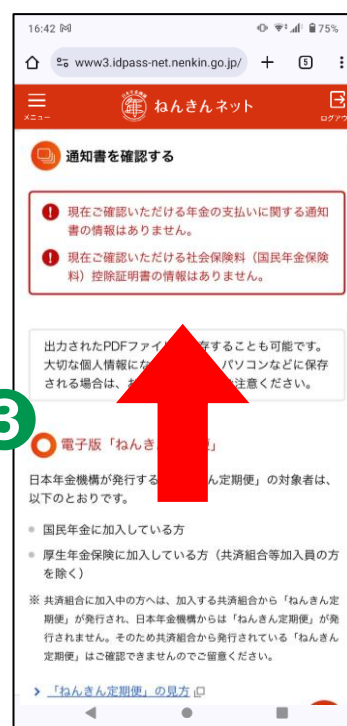 16:42
75%
www3.idpass-net.nenkin.go.jp/
5
メニュー
ねんきんネット
ログアウ
通知書を確認する
現在ご確認いただける年金の支払いに関する通知
書の情報はありません。
現在ご確認いただける社会保険料（国民年金保険
料）控除証明書の情報はありません。
出力されたPDFファイ 存することも可能です。
大切な個人情報にな パソコンなどに保存
される場合は、 注意ください。
3
電子版「ねんき 」
日本年金機構が発行する ん定期便」の対象者は、
以下のとおりです。
国民年金に加入している方
厚生年金保険に加入している方（共済組合等加入員の方
を除く）
※ 共済組合に加入中の方へは、加入する共済組合から「ねんきん定
期便」が発行され、日本年金機構からは「ねんきん定期便」が発
行されません。そのため共済組合から発行されている「ねんきん
定期便」はご確認できませんのでご留意ください。
「ねんきん定期便」の見方